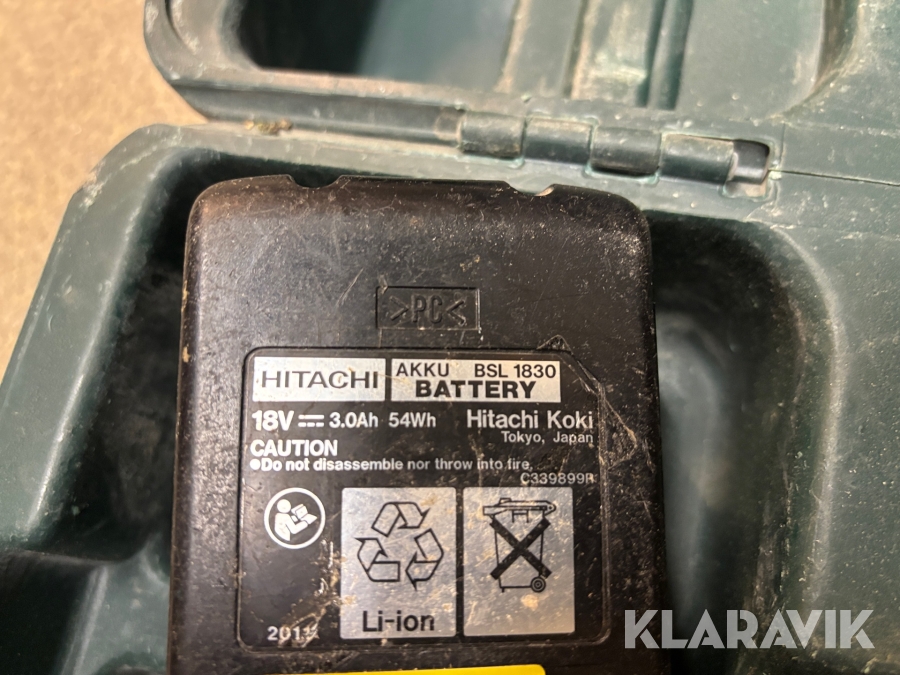 KLARAVIK
>PC<
HITACHI
AKKU BSL 1830
BATTERY
18V 3.0Ah 54Wh
Hitachi Koki
Tokyo, Japan
CAUTION
●Do not disassemble nor throw into fire.
Li-ion
KLARAVIK